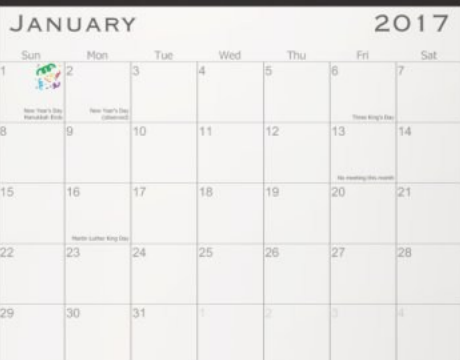 JANUARY 2017
Sun Mon Tue Wed Thu Fri Sat
1 2 3 4 5 6 7
New Year's Day New Year's Day Three King's Day
Hanukkah Ends (observed)
8 9 10 11 12 13 14
No meeting this month
15 16 17 18 19 20 21
Martin Luther King Day
22 23 24 25 26 27 28
29 30 31 1 2 3 4